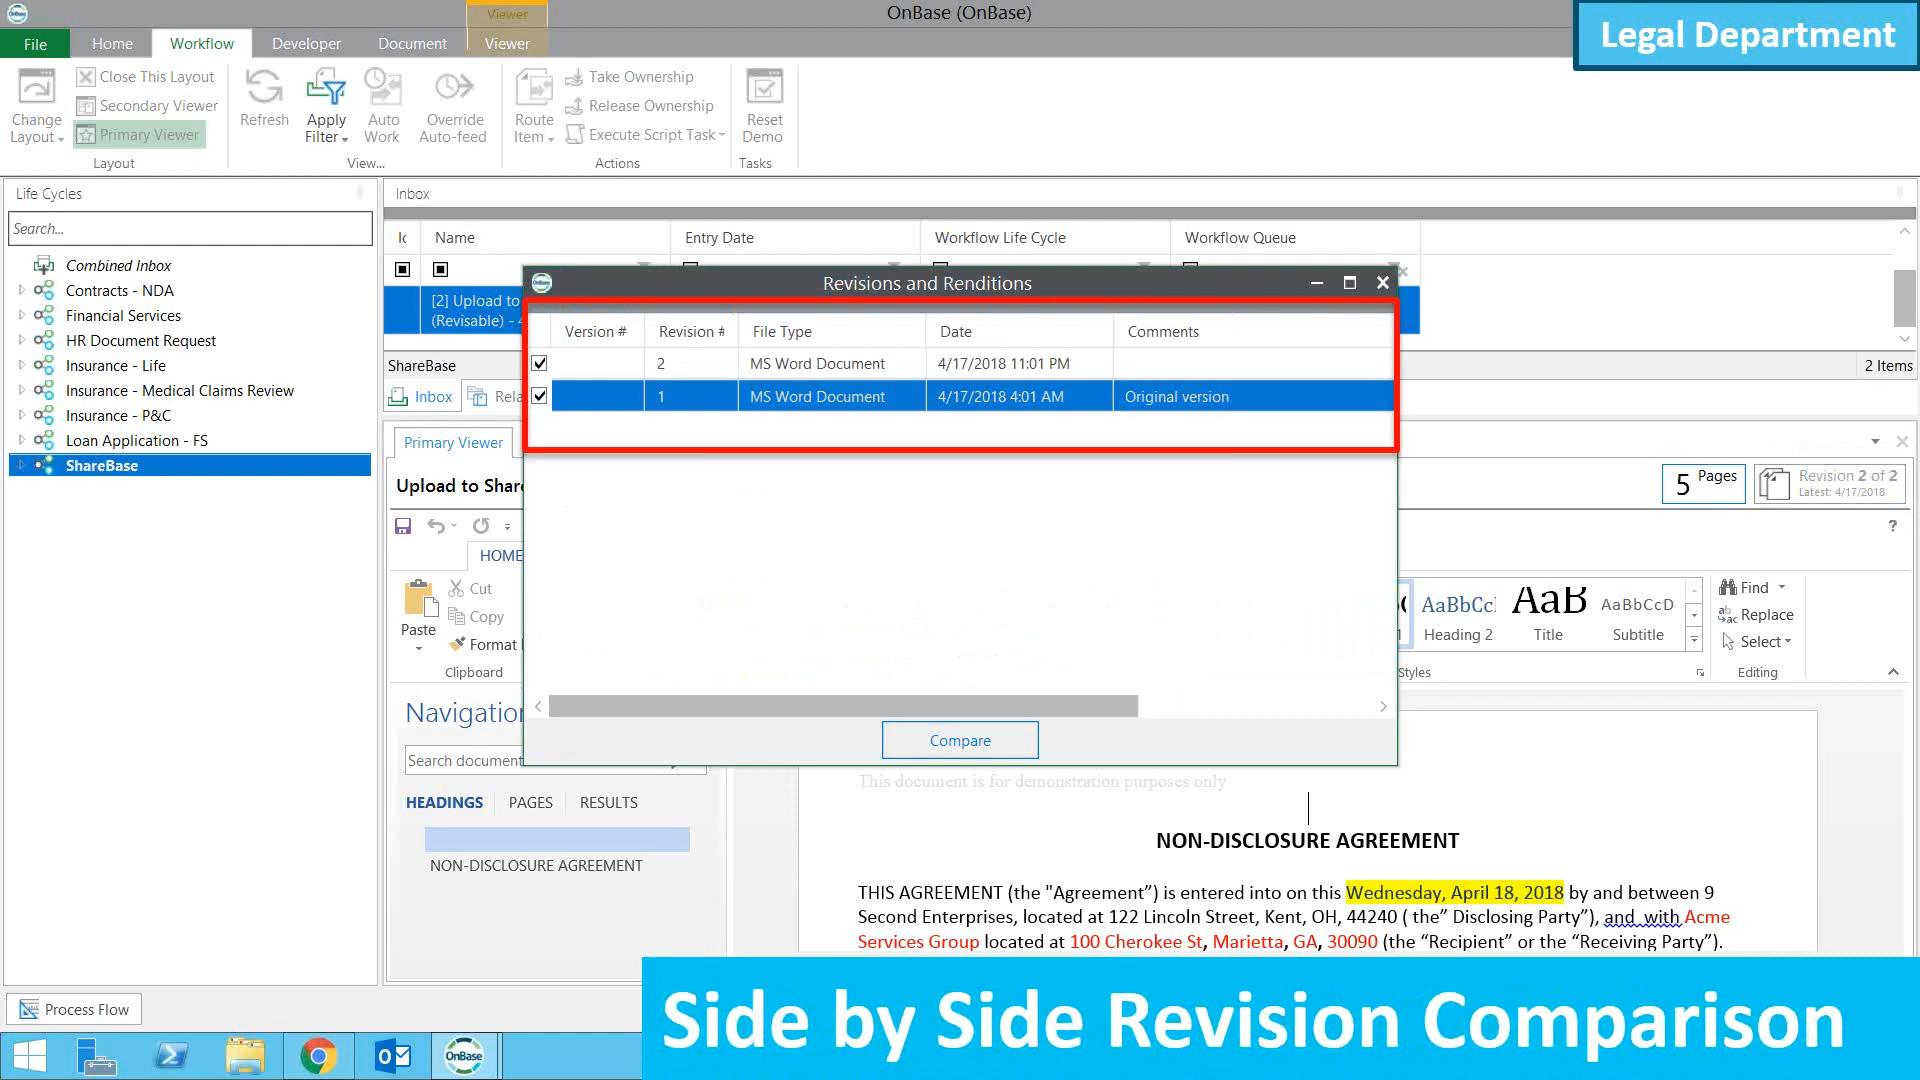 OnBase (OnBase)
Legal Department
Viewer
File Home Workflow Developer Document Viewer
Close This Layout
Secondary Viewer
Primary Viewer
Change
Layout
Layout
Refresh
Apply
Filter
Auto
Work
Override
Auto-feed
View...
Route
Item
Take Ownership
Release Ownership
Execute Script Task
Actions
Reset
Demo
Tasks
Life Cycles
Search...
Combined Inbox
Contracts - NDA
Financial Services
HR Document Request
Insurance - Life
Insurance - Medical Claims Review
Insurance - P&C
Loan Application - FS
ShareBase
Inbox
Ic Name Entry Date Workflow Life Cycle Workflow Queue
[2] Upload to
(Revisable) - 4
ShareBase
2 Items
Inbox Rela
Revisions and Renditions
Version # Revision # File Type Date Comments
2 MS Word Document 4/17/2018 11:01 PM
1 MS Word Document 4/17/2018 4:01 AM Original version
Compare
Primary Viewer
Upload to Shar
5 Pages
Revision 2 of 2
Latest: 4/17/2018
?
HOME
Paste
Cut
Copy
Format
Clipboard
AaBbCc AaB AaBbCcD
1 Heading 2 Title Subtitle
Styles
Find
Replace
Select
Editing
Navigation
Search document
HEADINGS PAGES RESULTS
NON-DISCLOSURE AGREEMENT
This document is for demonstration purposes only
NON-DISCLOSURE AGREEMENT
THIS AGREEMENT (the "Agreement”) is entered into on this Wednesday, April 18, 2018 by and between 9
Second Enterprises, located at 122 Lincoln Street, Kent, OH, 44240 ( the” Disclosing Party”), and with Acme
Services Group located at 100 Cherokee St, Marietta, GA, 30090 (the “Recipient” or the “Receiving Party”).
Process Flow
Side by Side Revision Comparison
OnBase